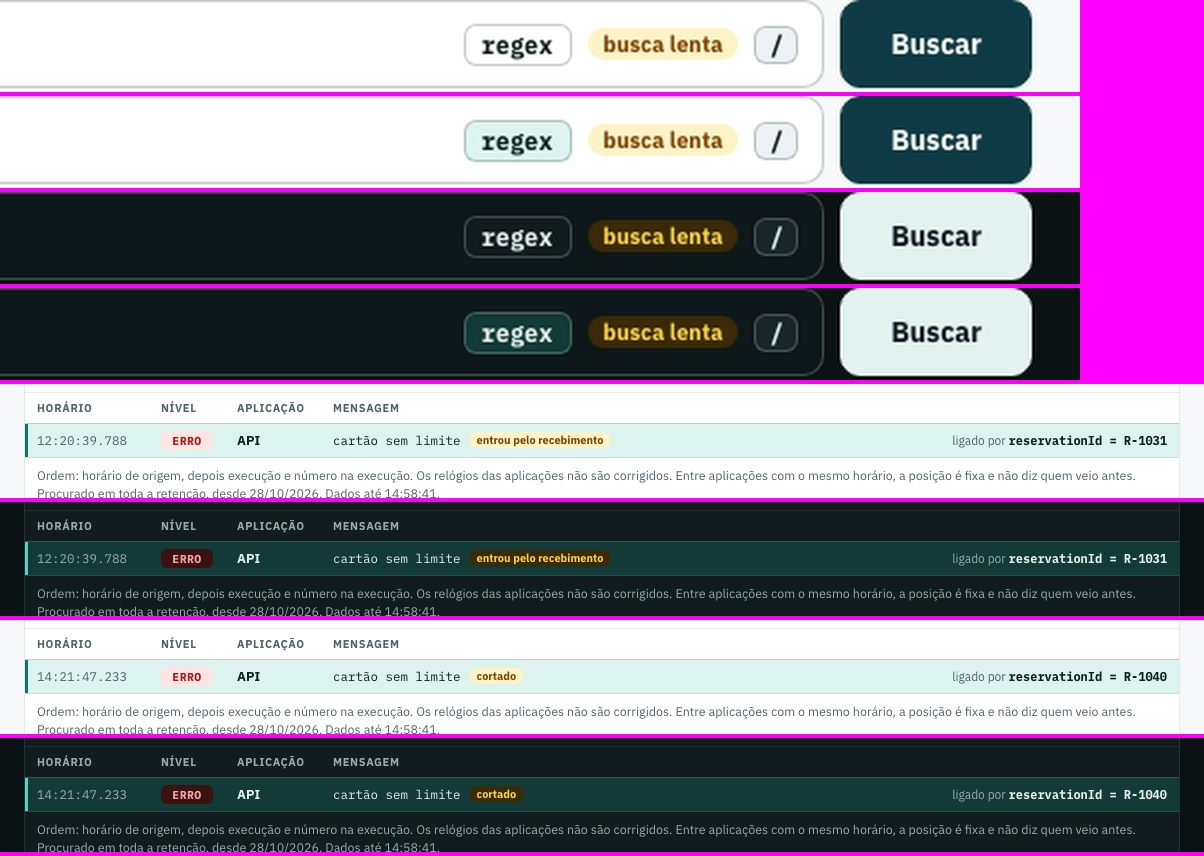 regex busca lenta / Buscar
regex busca lenta / Buscar
regex busca lenta / Buscar
regex busca lenta / Buscar
HORÁRIO NÍVEL APLICAÇÃO MENSAGEM
12:20:39.788 ERRO API cartão sem limite entrou pelo recebimento ligado por reservationId = R-1031
Ordem: horário de origem, depois execução e número na execução. Os relógios das aplicações não são corrigidos. Entre aplicações com o mesmo horário, a posição é fixa e não diz quem veio antes.
Procurado em toda a retenção, desde 28/10/2026. Dados até 14:58:41.
HORÁRIO NÍVEL APLICAÇÃO MENSAGEM
12:20:39.788 ERRO API cartão sem limite entrou pelo recebimento ligado por reservationId = R-1031
Ordem: horário de origem, depois execução e número na execução. Os relógios das aplicações não são corrigidos. Entre aplicações com o mesmo horário, a posição é fixa e não diz quem veio antes.
Procurado em toda a retenção, desde 28/10/2026. Dados até 14:58:41.
HORÁRIO NÍVEL APLICAÇÃO MENSAGEM
14:21:47.233 ERRO API cartão sem limite cortado ligado por reservationId = R-1040
Ordem: horário de origem, depois execução e número na execução. Os relógios das aplicações não são corrigidos. Entre aplicações com o mesmo horário, a posição é fixa e não diz quem veio antes.
Procurado em toda a retenção, desde 28/10/2026. Dados até 14:58:41.
HORÁRIO NÍVEL APLICAÇÃO MENSAGEM
14:21:47.233 ERRO API cartão sem limite cortado ligado por reservationId = R-1040
Ordem: horário de origem, depois execução e número na execução. Os relógios das aplicações não são corrigidos. Entre aplicações com o mesmo horário, a posição é fixa e não diz quem veio antes.
Procurado em toda a retenção, desde 28/10/2026. Dados até 14:58:41.